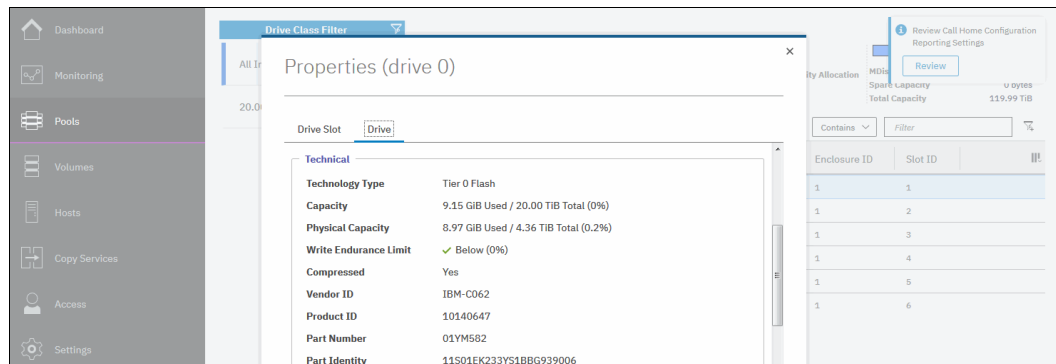 Dashboard
Monitoring
Pools
Volumes
Hosts
Copy Services
Access
Settings
Drive Class Filter
All In
20.0
Properties (drive 0)
×
Drive Slot
Drive
Technical
Technology Type Tier 0 Flash
Capacity 9.15 GiB Used / 20.00 TiB Total (0%)
Physical Capacity 8.97 GiB Used / 4.36 TiB Total (0.2%)
Write Endurance Limit Below (0%)
Compressed Yes
Vendor ID IBM-C062
Product ID 10140647
Part Number 01YM582
Part Identity 11S01EK233YS1BBG939006
Review Call Home Configuration
Reporting Settings
Review
ity Allocation
MDis
Spare Capacity 0 bytes
Total Capacity 119.99 TiB
Contains
Filter
Enclosure ID Slot ID
1 1
1 2
1 3
1 4
1 5
1 6